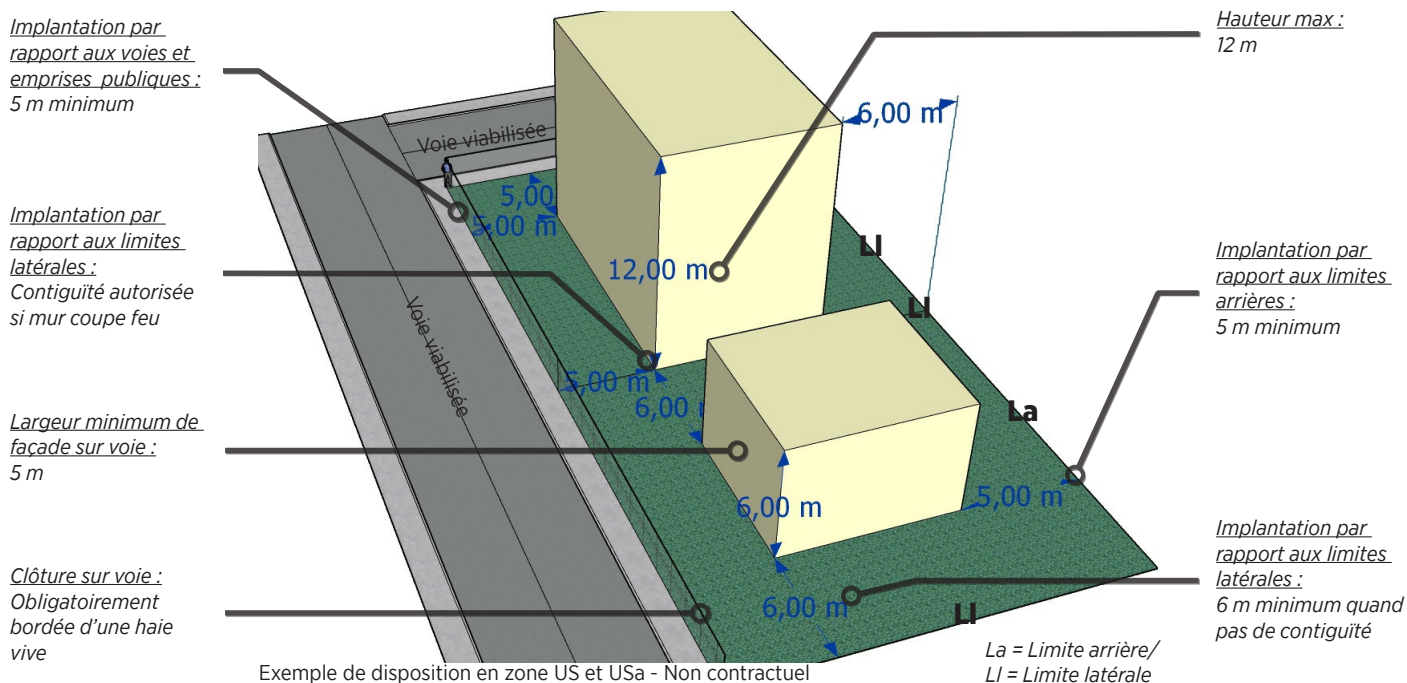 Implantation par
rapport aux voies et
emprises publiques :
5 m minimum
Implantation par
rapport aux limites
latérales :
Contiguïté autorisée
si mur coupe feu
Largeur minimum de
façade sur voie :
5 m
Clôture sur voie :
Obligatoirement
bordée d'une haie
vive
Voie viabilisée
Voie viabilisée
5,00
5,00 m
12,00 m
6,00 m
5,00 m
6,00
6,00 m
5,00 m
6,00 m
Ll
Ll
La
Ll
Hauteur max :
12 m
Implantation par
rapport aux limites
arrières :
5 m minimum
Implantation par
rapport aux limites
latérales :
6 m minimum quand
pas de contiguïté
La = Limite arrière/
Ll = Limite latérale
Exemple de disposition en zone US et USa - Non contractuel